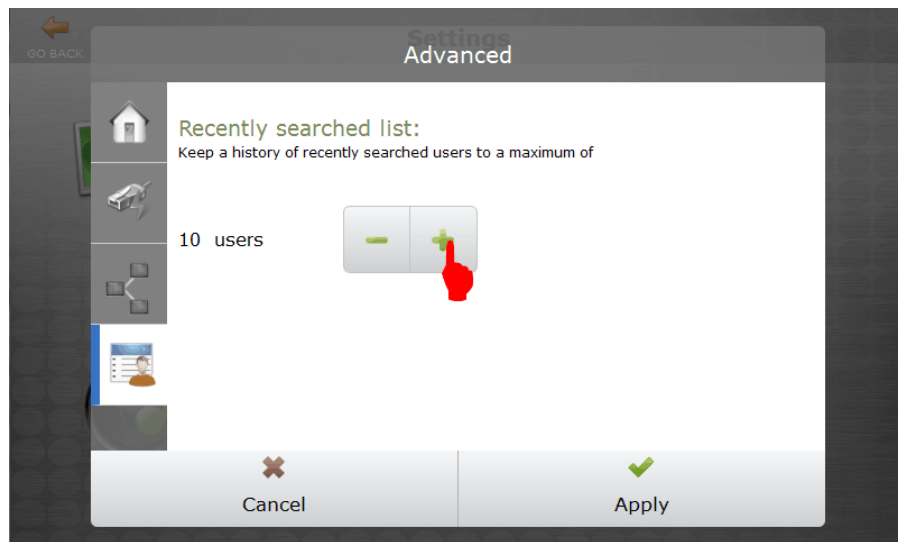 Settings
GO BACK
Advanced
Recently searched list:
Keep a history of recently searched users to a maximum of
10 users
Cancel
Apply